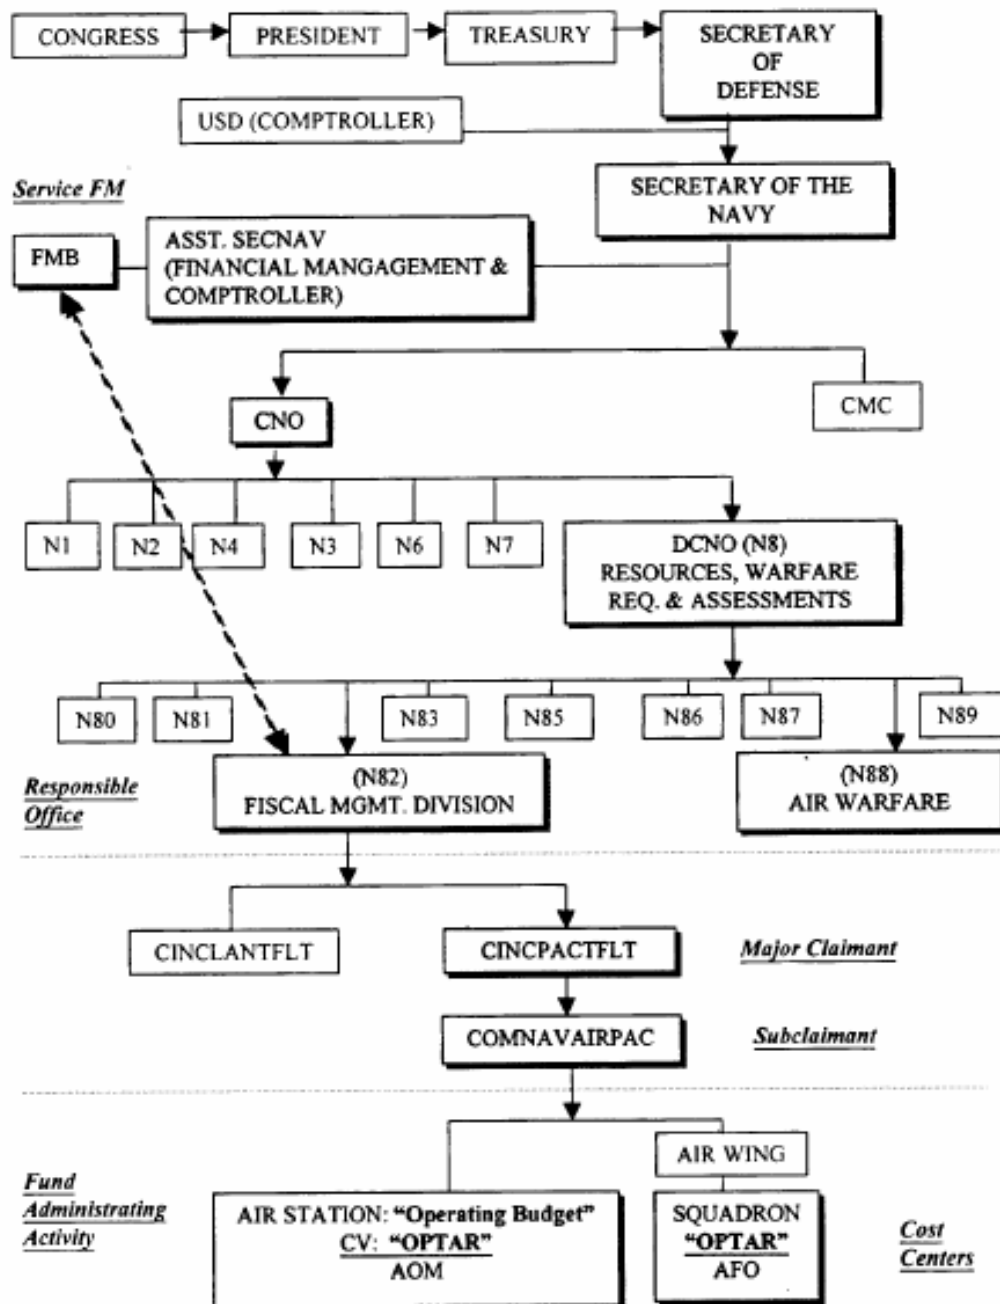 CONGRESS
PRESIDENT
TREASURY
SECRETARY
OF
DEFENSE
USD (COMPTROLLER)
Service FM
SECRETARY OF THE
NAVY
FMB
ASST. SECNAV
(FINANCIAL MANGAGEMENT &
COMPTROLLER)
CNO
CMC
N1
N2
N4
N3
N6
N7
DCNO (N8)
RESOURCES, WARFARE
REQ. & ASSESSMENTS
N80
N81
N83
N85
N86
N87
N89
Responsible
Office
(N82)
FISCAL MGMT. DIVISION
(N88)
AIR WARFARE
CINCLANTFLT
CINCPACTFLT
Major Claimant
COMNAVAIRPAC
Subclaimant
AIR WING
Fund
Administrating
Activity
AIR STATION: "Operating Budget"
CV: "OPTAR"
AOM
SQUADRON
"OPTAR"
AFO
Cost
Centers